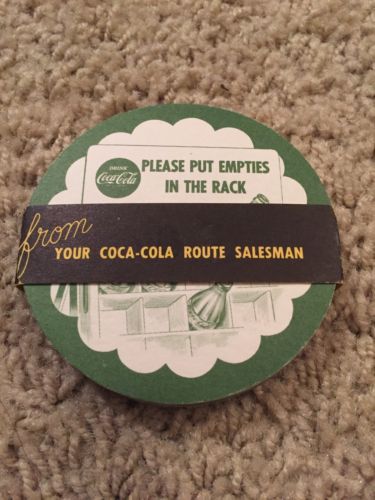 DRINK
Coca-Cola
PLEASE PUT EMPTIES
IN THE RACK
from
YOUR COCA-COLA ROUTE SALESMAN